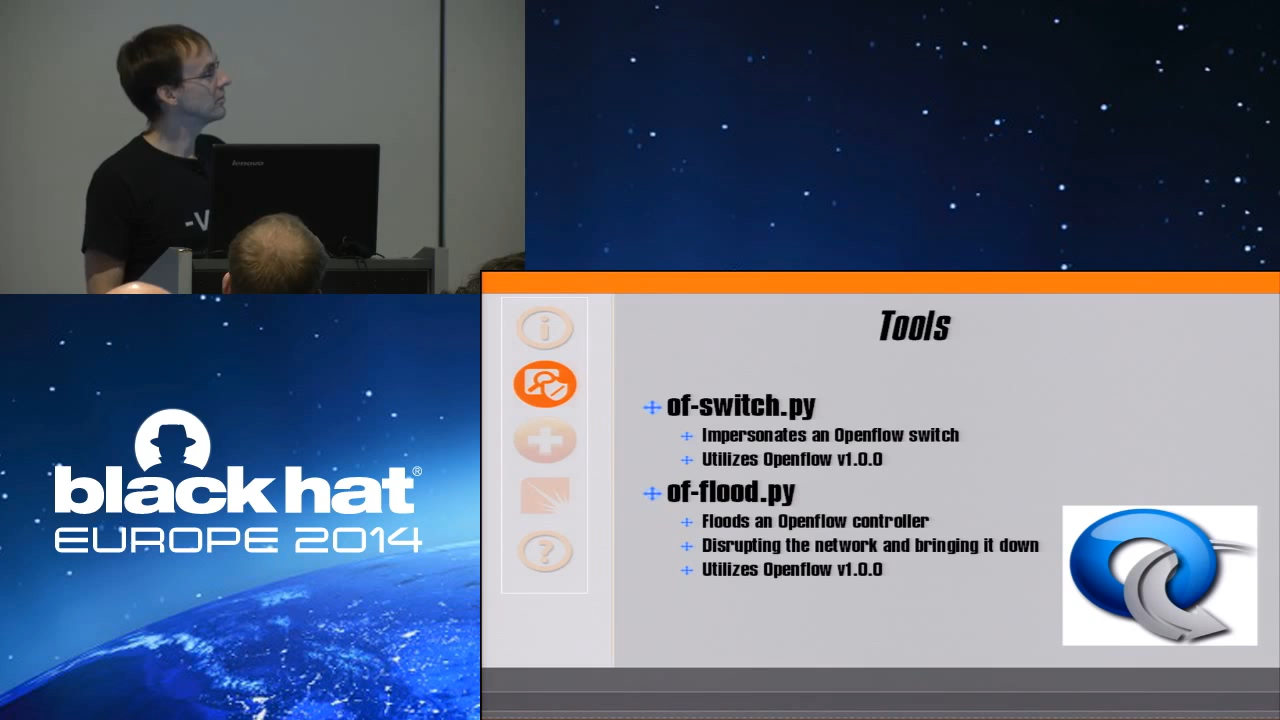 Lenovo
-V
black hat®
EUROPE 2014
Tools
of-switch.py
Impersonates an Openflow switch
Utilizes Openflow v1.0.0
of-flood.py
Floods an Openflow controller
Disrupting the network and bringing it down
Utilizes Openflow v1.0.0
i
?